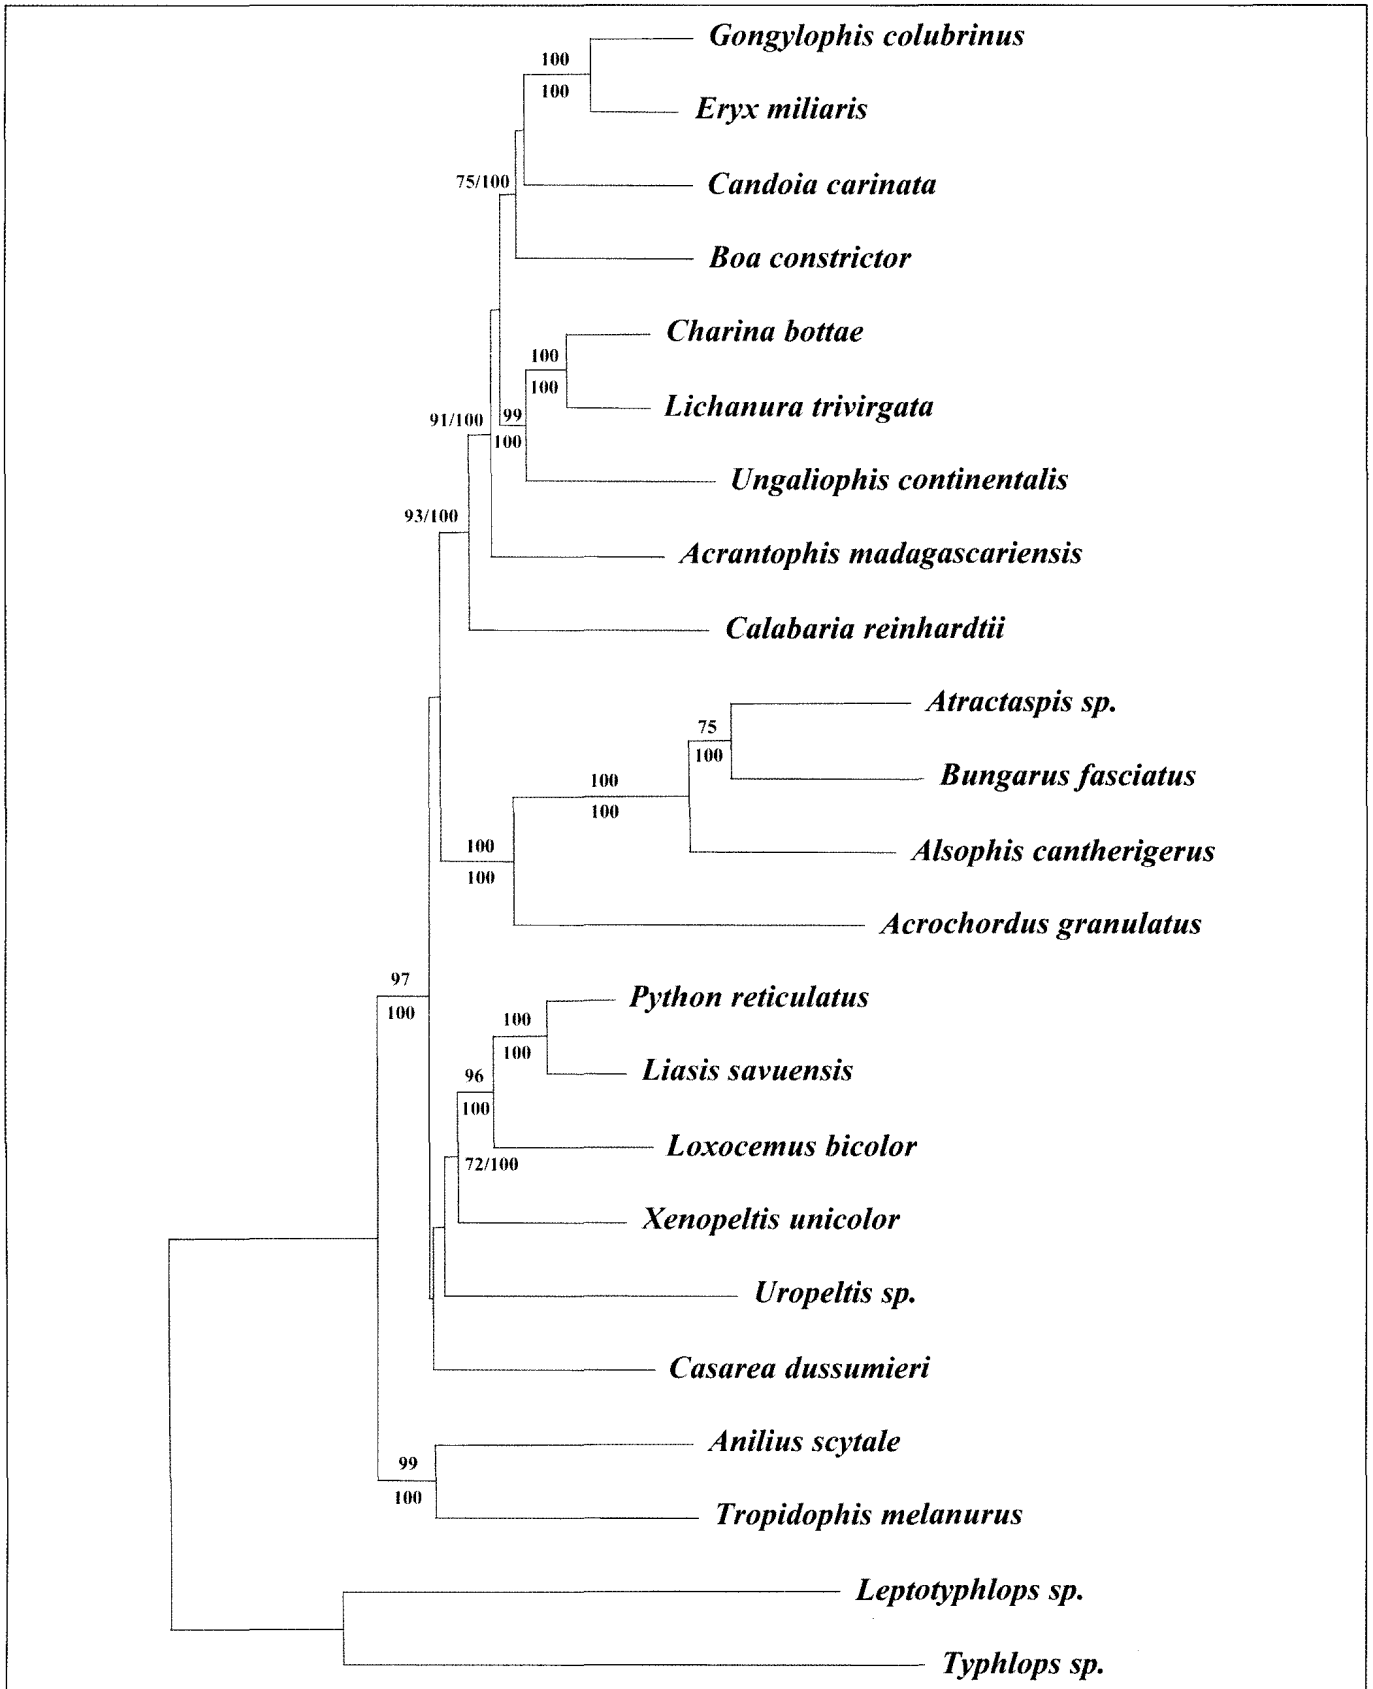 Gongylophis colubrinus
100
100
Eryx miliaris
75/100
Candoia carinata
Boa constrictor
Charina bottae
100
100
Lichanura trivirgata
91/100
99
100
Ungaliophis continentalis
93/100
Acrantophis madagascariensis
Calabaria reinhardtii
Atractaspis sp.
75
100
Bungarus fasciatus
100
100
100
Alsophis cantherigerus
100
Acrochordus granulatus
97
Python reticulatus
100
100
100
Liasis savuensis
96
100
Loxocemus bicolor
72/100
Xenopeltis unicolor
Uropeltis sp.
Casarea dussumieri
Anilius scytale
99
100
Tropidophis melanurus
Leptotyphlops sp.
Typhlops sp.